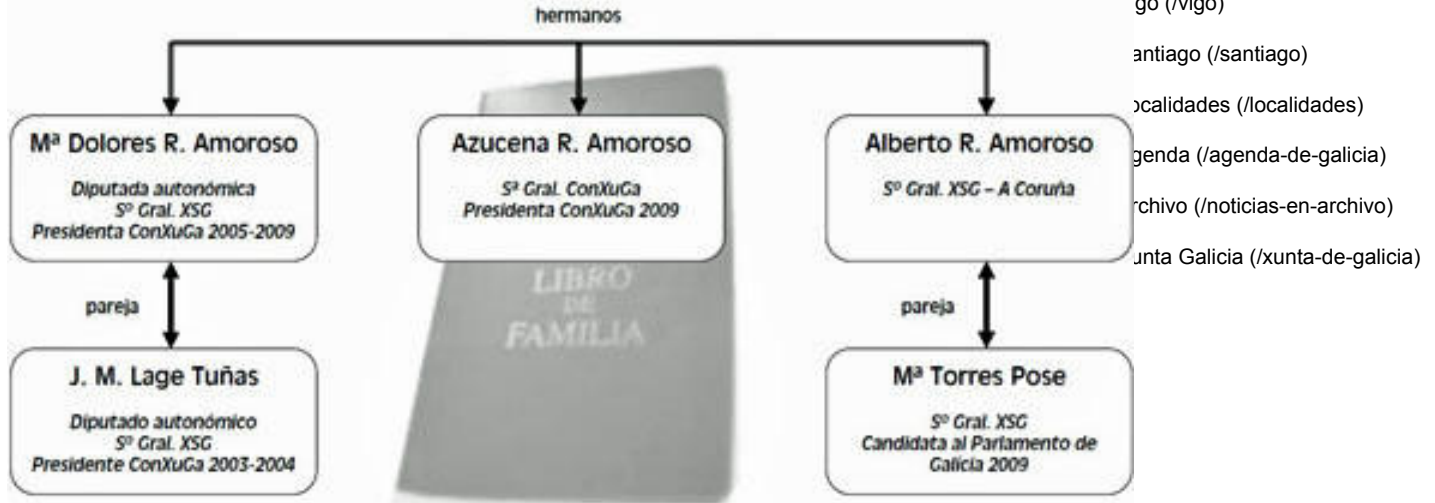 hermanos
Mª Dolores R. Amoroso
Diputada autonómica
Sº Gral. XSG
Presidenta ConXuGa 2005-2009
Azucena R. Amoroso
Sª Gral. ConXuGa
Presidenta ConXuGa 2009
Alberto R. Amoroso
Sº Gral. XSG – A Coruña
pareja
pareja
LIBRO
DE
FAMILIA
J. M. Lage Tuñas
Diputado autonómico
Sº Gral. XSG
Presidente ConXuGa 2003-2004
Mª Torres Pose
Sº Gral. XSG
Candidata al Parlamento de
Galicia 2009
go (/vigo)
antiago (/santiago)
ocalidades (/localidades)
genda (/agenda-de-galicia)
rchivo (/noticias-en-archivo)
unta Galicia (/xunta-de-galicia)